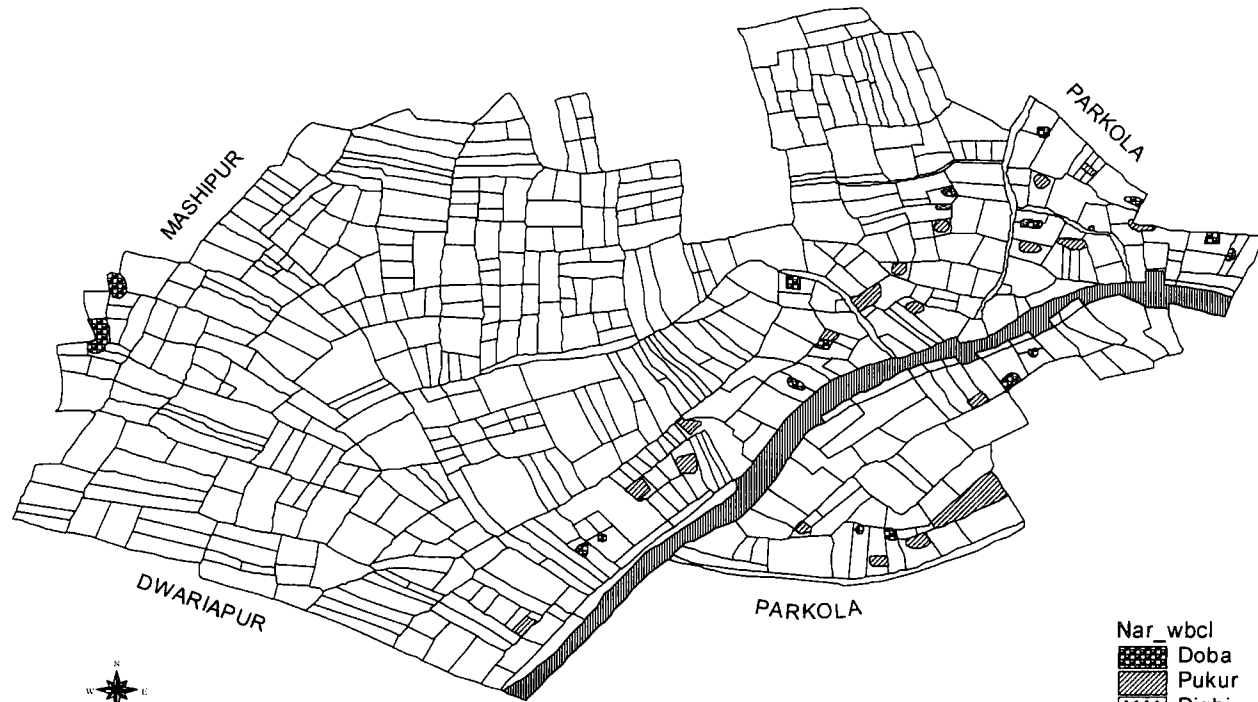 PARKOLA
MASHIPUR
DWARIAPUR
PARKOLA
N
W E
Nar_wbcl
Doba
Pukur